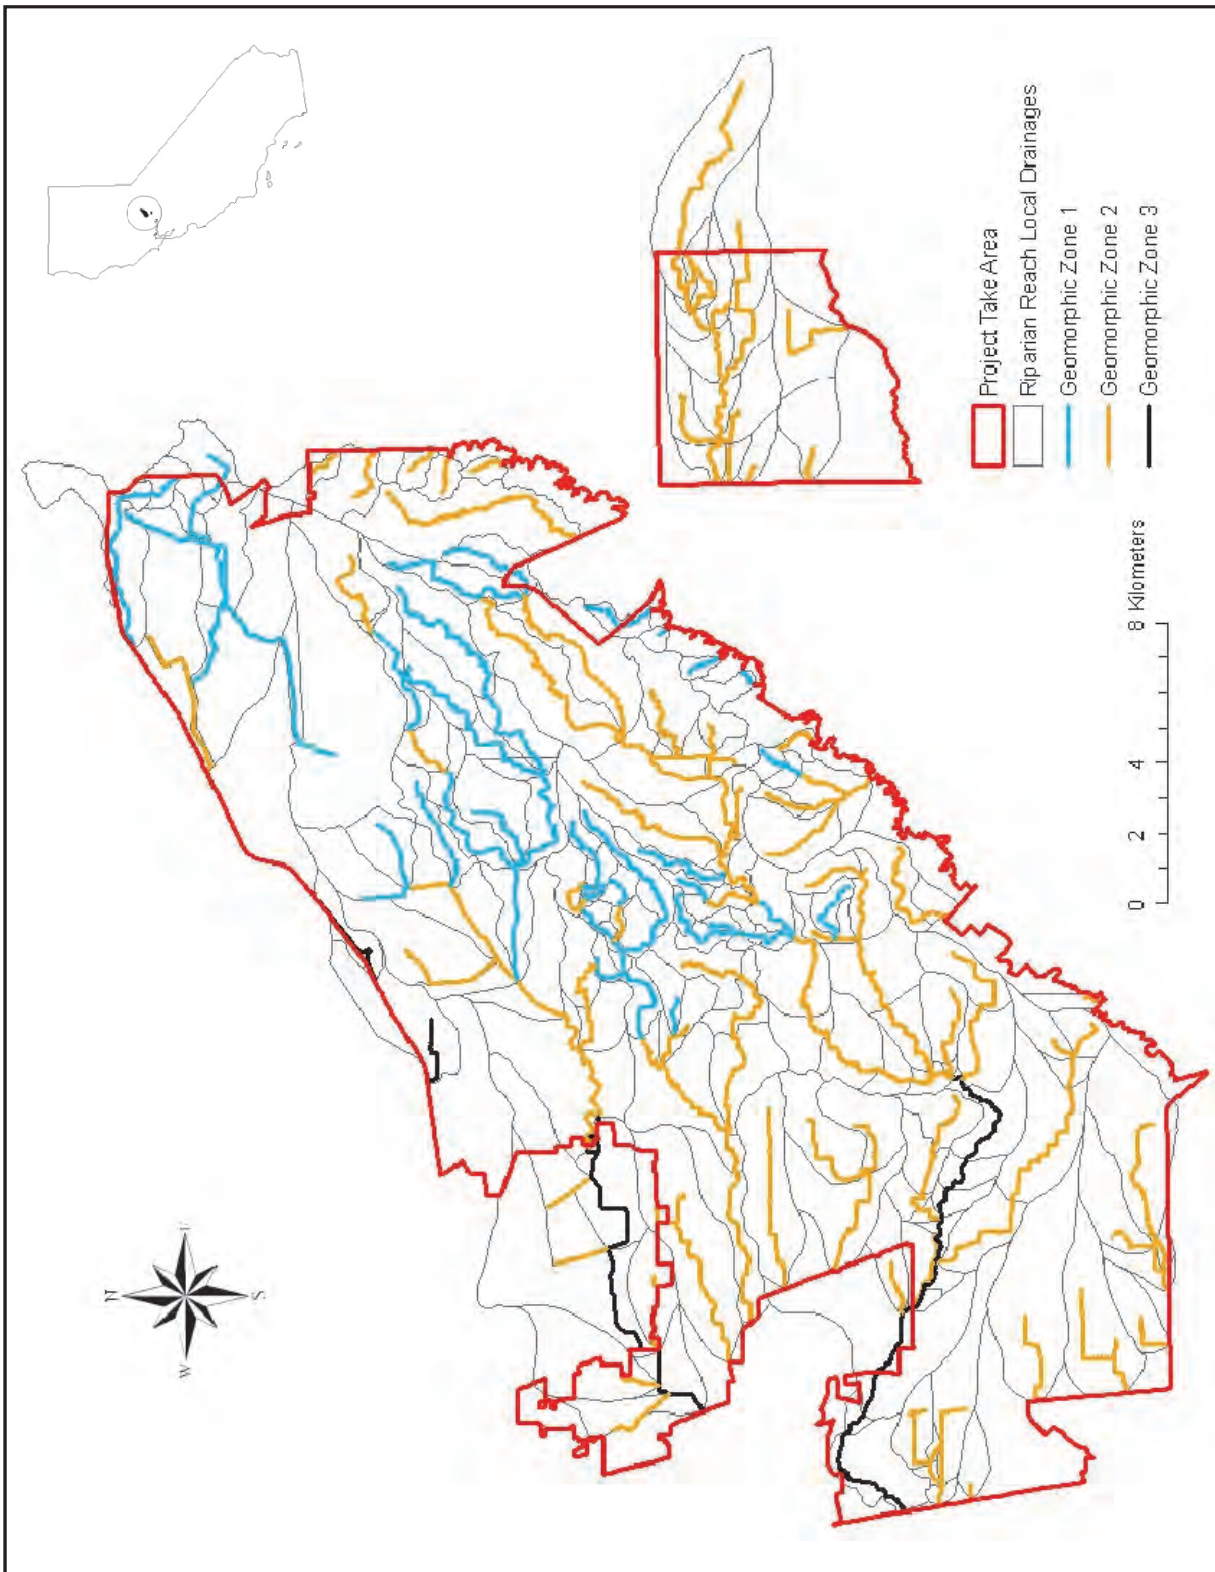 N
W
S
Project Take Area
Riparian Reach Local Drainages
Geomorphic Zone 1
Geomorphic Zone 2
Geomorphic Zone 3
0 2 4 8 Kilometers